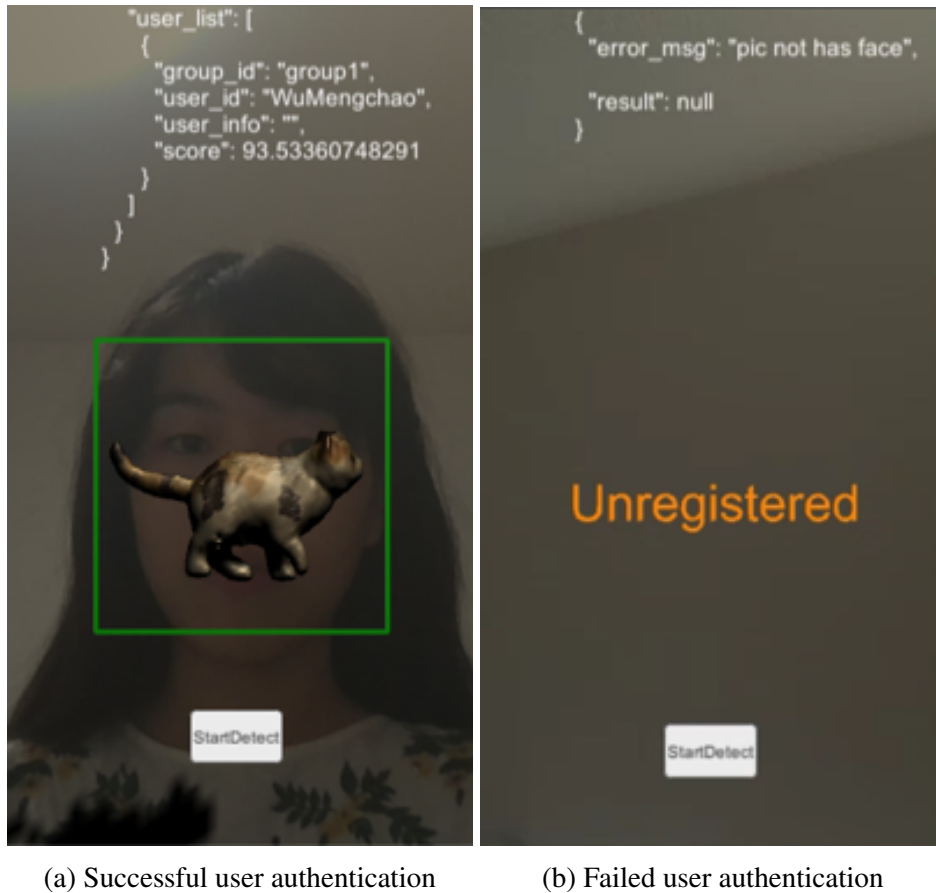 "user_list": [
{
"group_id": "group1",
"user_id": "WuMengchao",
"user_info": "",
"score": 93.53360748291
}
]
}
}
StartDetect
(a) Successful user authentication
{
"error_msg": "pic not has face",
"result": null
}
Unregistered
StartDetect
(b) Failed user authentication